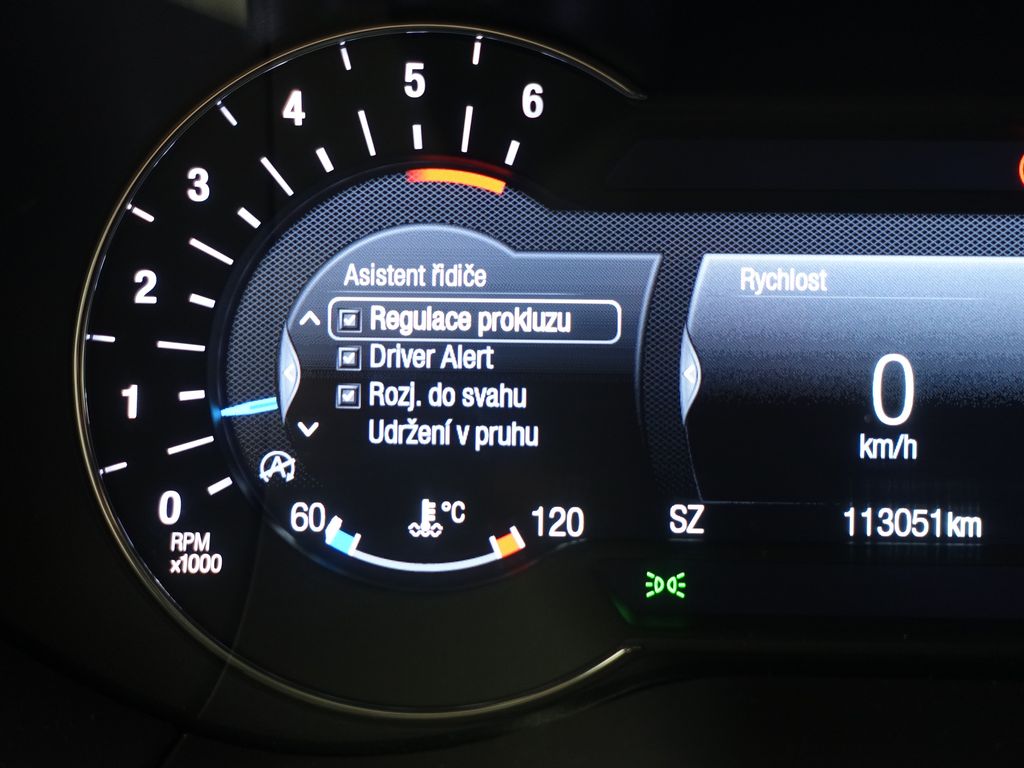 6
5
4
3
2
1
0
RPM
x1000
Asistent řidiče
Regulace prokluzu
Driver Alert
Rozj. do svahu
Udržení v pruhu
A
60 °C 120
Rychlost
0
km/h
SZ 113051km